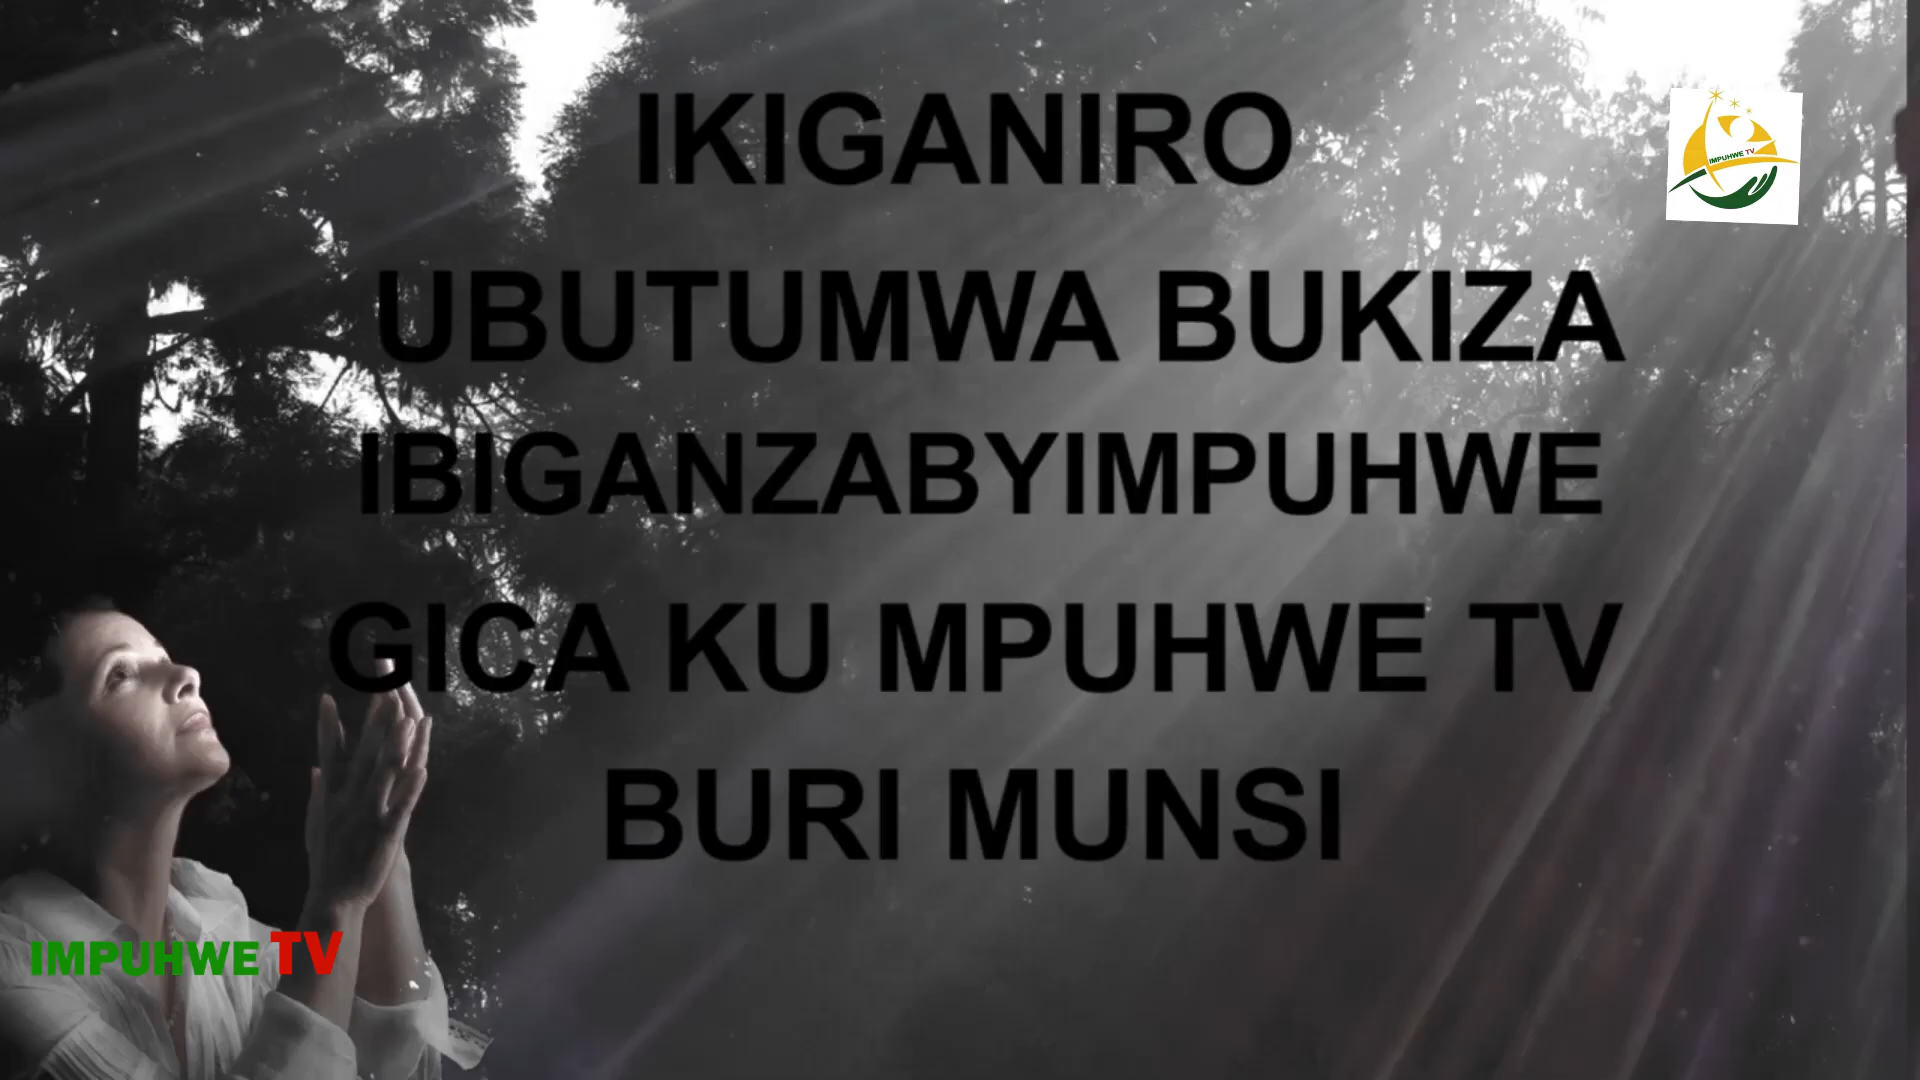 IKIGANIRO
IMPUHWE TV
UBUTUMWA BUKIZA
IBIGANZABYIMPUHWE
GICA KU MPUHWE TV
BURI MUNSI
IMPUHWE TV